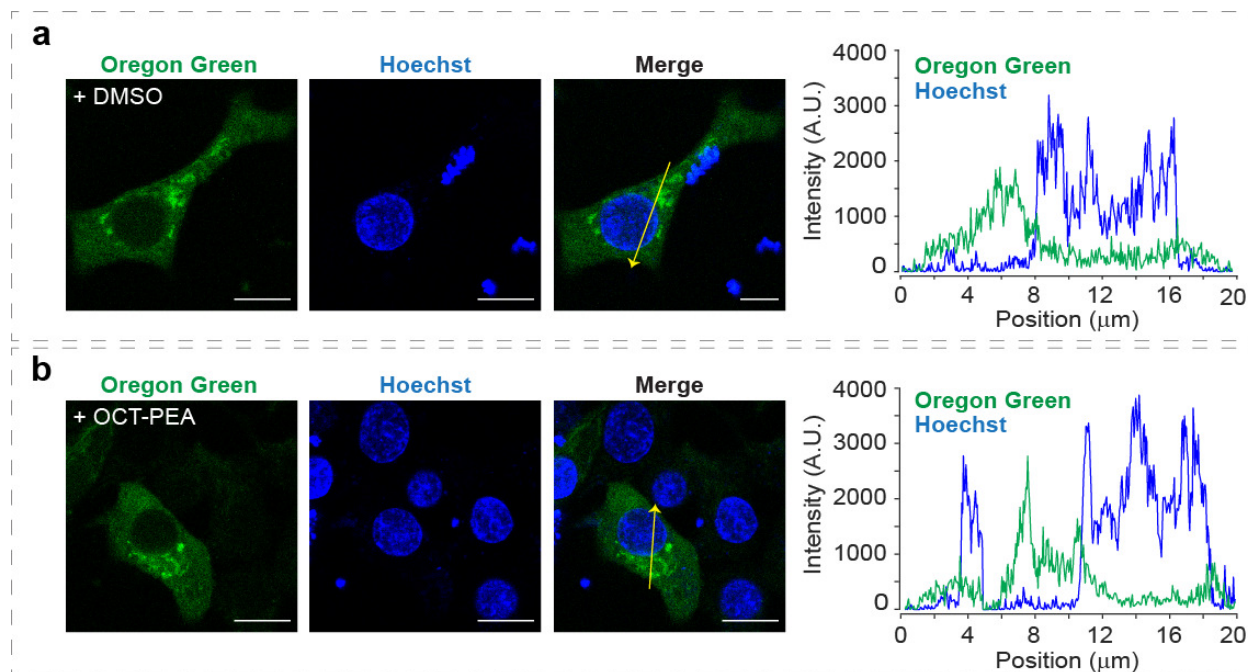 a
Oregon Green Hoechst Merge
+ DMSO
Oregon Green
Hoechst
Intensity (A.U.)
4000
3000
2000
1000
0
0 4 8 12 16 20
Position (μm)
b
Oregon Green Hoechst Merge
+ OCT-PEA
Oregon Green
Hoechst
Intensity (A.U.)
4000
3000
2000
1000
0
0 4 8 12 16 20
Position (μm)